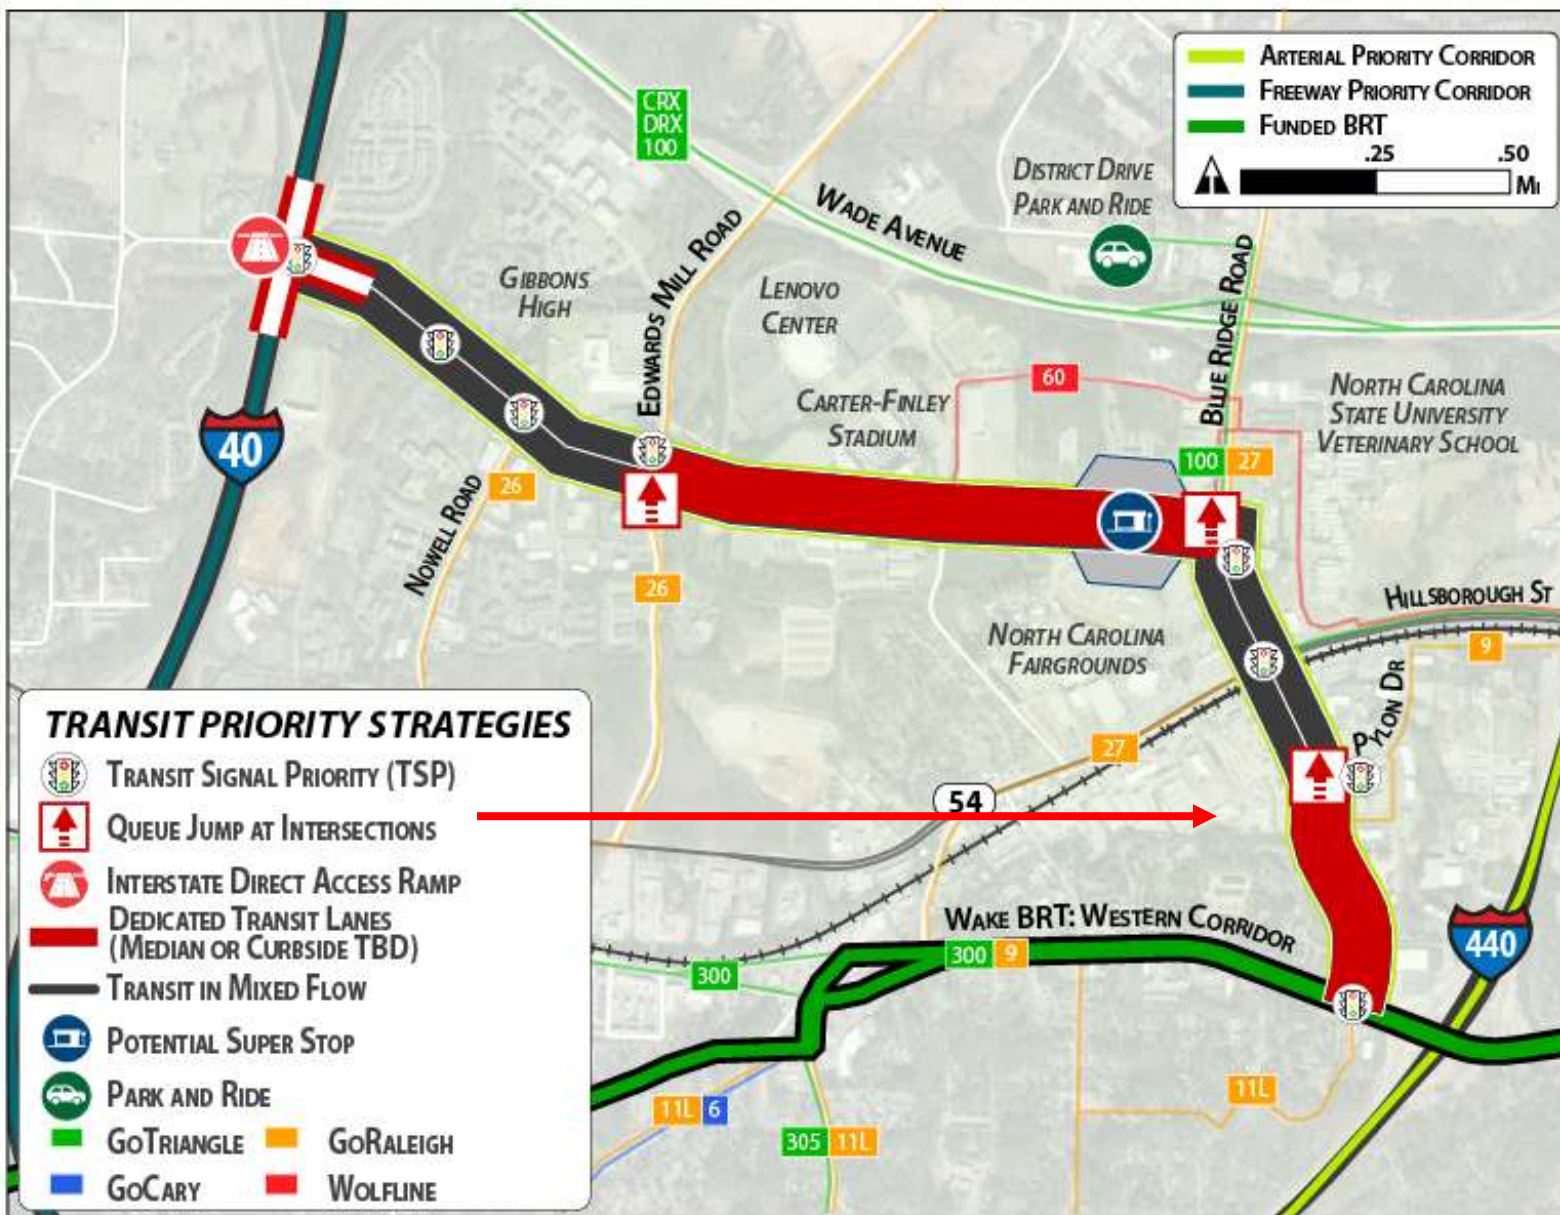 ARTERIAL PRIORITY CORRIDOR
FREEWAY PRIORITY CORRIDOR
FUNDED BRT
.25 .50
MI
CRX
DRX
100
DISTRICT DRIVE
PARK AND RIDE
WADE AVENUE
EDWARDS MILL ROAD
BLUE RIDGE ROAD
GIBBONS
HIGH
LENOVO
CENTER
60
CARTER-FINLEY
STADIUM
NORTH CAROLINA
STATE UNIVERSITY
VETERINARY SCHOOL
40
100 27
26
NOWELL ROAD
26
HILLSBOROUGH ST
NORTH CAROLINA
FAIRGROUNDS
9
PYLON DR
27
54
TRANSIT PRIORITY STRATEGIES
TRANSIT SIGNAL PRIORITY (TSP)
QUEUE JUMP AT INTERSECTIONS
INTERSTATE DIRECT ACCESS RAMP
DEDICATED TRANSIT LANES
(MEDIAN OR CURBSIDE TBD)
TRANSIT IN MIXED FLOW
POTENTIAL SUPER STOP
PARK AND RIDE
GOTRIANGLE GORALEIGH
GOCARY WOLFLINE
WAKE BRT: WESTERN CORRIDOR
440
300 9
300
11L 6
11L
305 11L